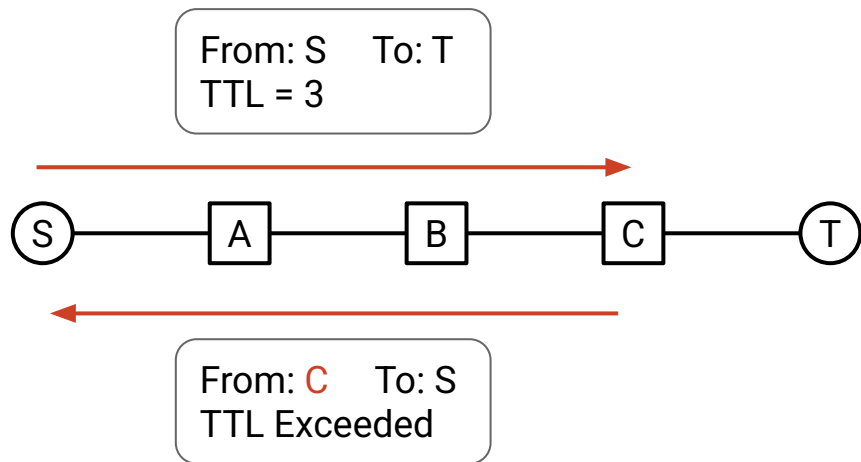 From: S To: T
TTL = 3
S A B C T
From: C To: S
TTL Exceeded